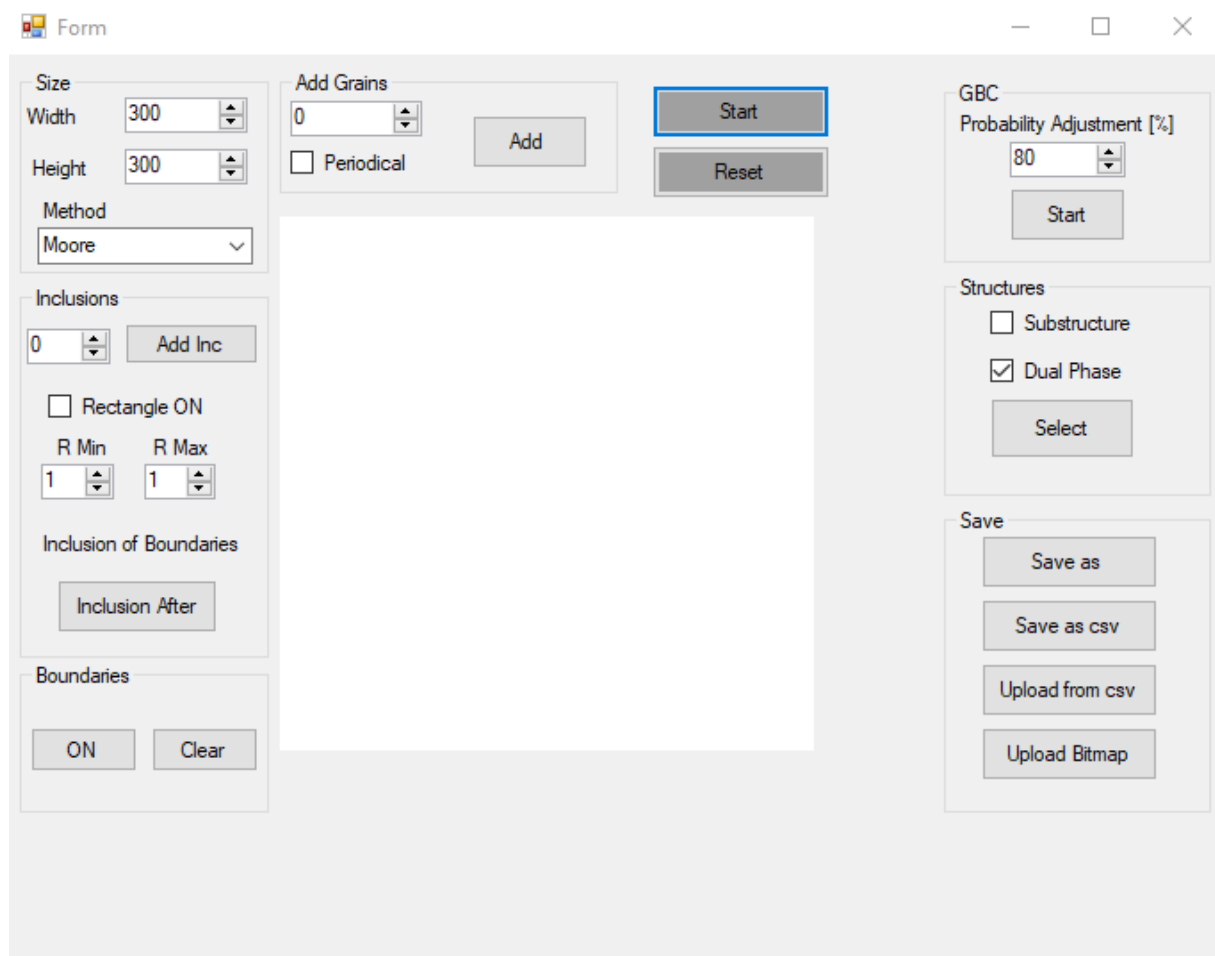 Form
Size
Width 300
Height 300
Method
Moore
Add Grains
0
Periodical
Add
Start
Reset
GBC
Probability Adjustment [%]
80
Start
Inclusions
0 Add Inc
Rectangle ON
R Min R Max
1 1
Inclusion of Boundaries
Inclusion After
Boundaries
ON Clear
Structures
Substructure
Dual Phase
Select
Save
Save as
Save as csv
Upload from csv
Upload Bitmap